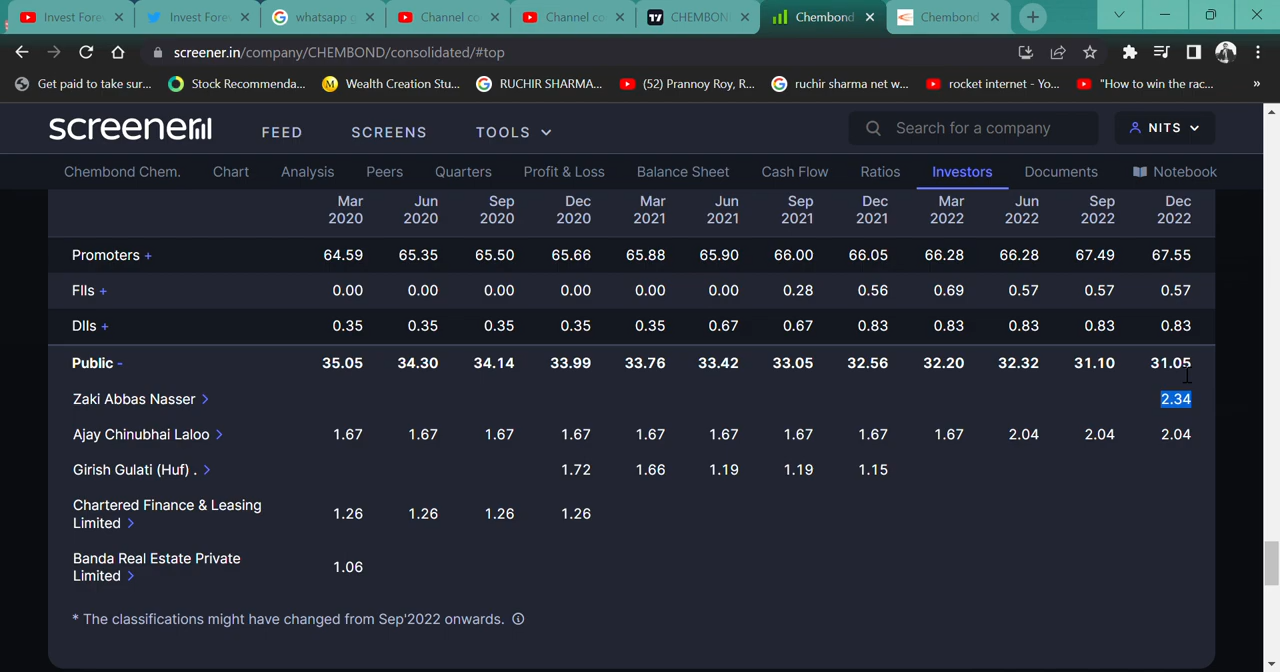 Invest Fore
Invest Fore
whatsapp g
Channel co
Channel co
CHEMBON
Chembond
Chembond
screener.in/company/CHEMBOND/consolidated/#top
Get paid to take sur...
Stock Recommenda...
Wealth Creation Stu...
RUCHIR SHARMA...
(52) Prannoy Roy, R...
ruchir sharma net w...
rocket internet - Yo...
"How to win the rac...
»
screener
FEED
SCREENS
TOOLS
Search for a company
NITS
Chembond Chem. Chart Analysis Peers Quarters Profit & Loss Balance Sheet Cash Flow Ratios Investors Documents Notebook
Mar 2020 Jun 2020 Sep 2020 Dec 2020 Mar 2021 Jun 2021 Sep 2021 Dec 2021 Mar 2022 Jun 2022 Sep 2022 Dec 2022
Promoters + 64.59 65.35 65.50 65.66 65.88 65.90 66.00 66.05 66.28 66.28 67.49 67.55
FIIs + 0.00 0.00 0.00 0.00 0.00 0.00 0.28 0.56 0.69 0.57 0.57 0.57
DIIs + 0.35 0.35 0.35 0.35 0.35 0.67 0.67 0.83 0.83 0.83 0.83 0.83
Public - 35.05 34.30 34.14 33.99 33.76 33.42 33.05 32.56 32.20 32.32 31.10 31.05
Zaki Abbas Nasser > 2.34
Ajay Chinubhai Laloo > 1.67 1.67 1.67 1.67 1.67 1.67 1.67 1.67 1.67 2.04 2.04 2.04
Girish Gulati (Huf) . > 1.72 1.66 1.19 1.19 1.15
Chartered Finance & Leasing
Limited > 1.26 1.26 1.26 1.26
Banda Real Estate Private
Limited > 1.06
* The classifications might have changed from Sep'2022 onwards.